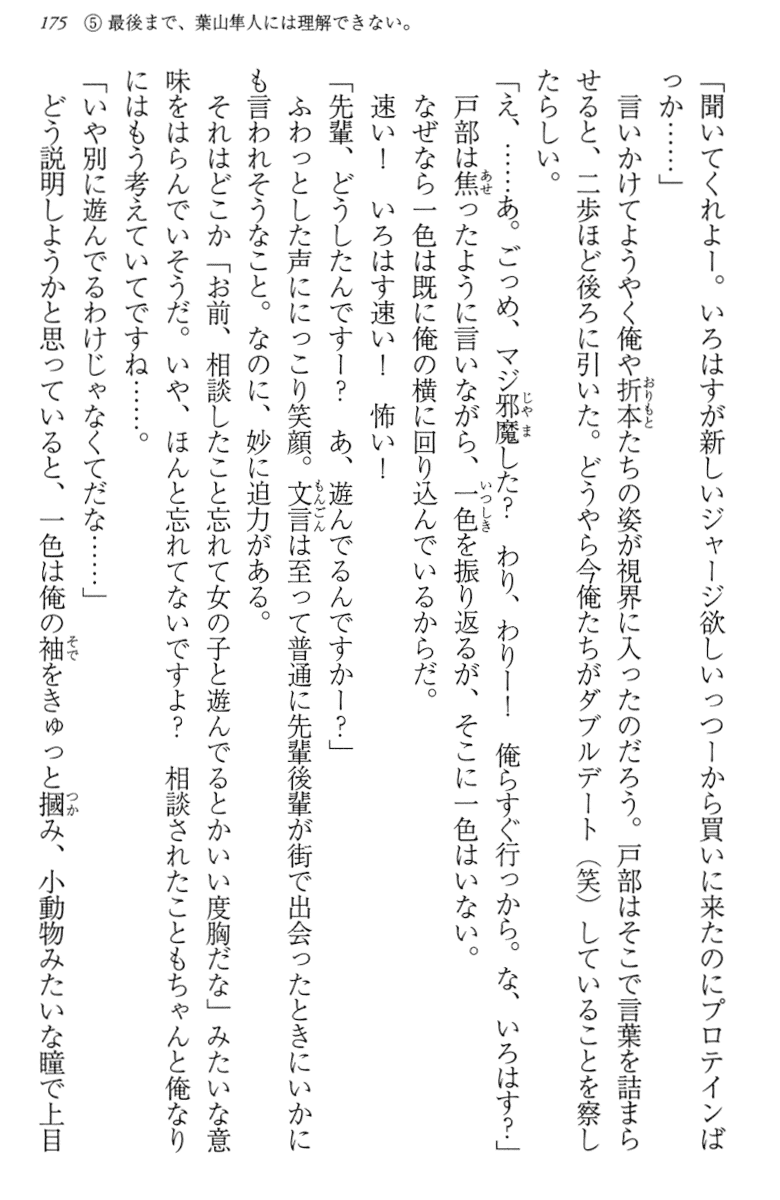 175　⑤ 最後まで、葉山隼人には理解できない。
「聞いてくれよー。いろはすが新しいジャージ欲しいっつーから買いに来たのにプロテインば
っか……」
　言いかけてようやく俺や折本たちの姿が視界に入ったのだろう。戸部はそこで言葉を詰まら
せると、二歩ほど後ろに引いた。どうやら今俺たちがダブルデート（笑）していることを察し
たらしい。
「え、……あ。ごっめ、マジ邪魔した？　わり、わりー！　俺らすぐ行っから。な、いろはす？」
　戸部は焦ったように言いながら、一色を振り返るが、そこに一色はいない。
　なぜなら一色は既に俺の横に回り込んでいるからだ。
　速い！　いろはす速い！　怖い！
「先輩、どうしたんですー？　あ、遊んでるんですかー？」
　ふわっとした声ににっこり笑顔。文言は至って普通に先輩後輩が街で出会ったときにいかに
も言われそうなこと。なのに、妙に迫力がある。
　それはどこか「お前、相談したこと忘れて女の子と遊んでるとかいい度胸だな」みたいな意
味をはらんでいそうだ。いや、ほんと忘れてないですよ？　相談されたこともちゃんと俺なり
にはもう考えていてですね……。
「いや別に遊んでるわけじゃなくてだな……」
　どう説明しようかと思っていると、一色は俺の袖をきゅっと摑み、小動物みたいな瞳で上目